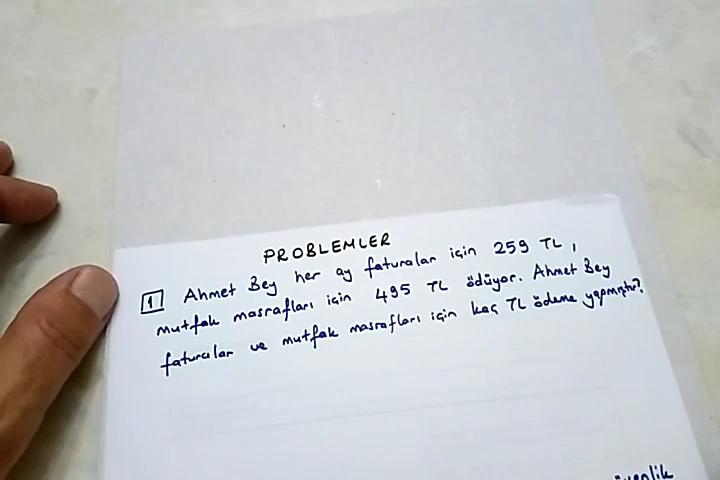 PROBLEMLER
1 Ahmet Bey her ay faturalar için 259 TL,
mutfak masrafları için 495 TL ödüyor. Ahmet Bey
faturalar ve mutfak masrafları için kaç TL ödeme yapmıştır?